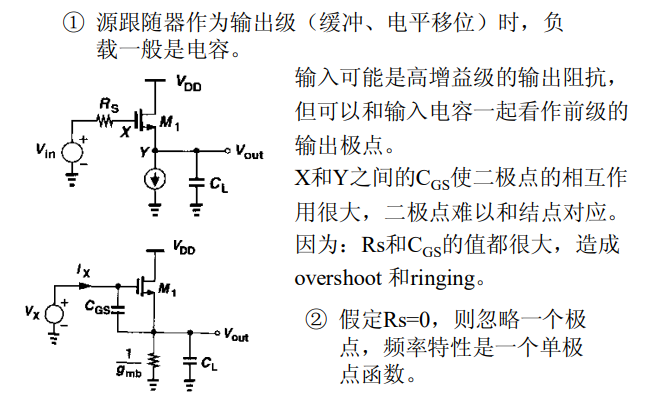 ① 源跟随器作为输出级（缓冲、电平移位）时，负
载一般是电容。
VDD
RS
X
M1
Vin
Y
Vout
CL
输入可能是高增益级的输出阻抗，
但可以和输入电容一起看作前级的
输出极点。
X和Y之间的CGS使二极点的相互作
用很大，二极点难以和结点对应。
因为：Rs和CGS的值都很大，造成
overshoot 和ringing。
VDD
IX
M1
VX
CGS
Vout
1
gmb
CL
② 假定Rs=0，则忽略一个极
点，频率特性是一个单极
点函数。